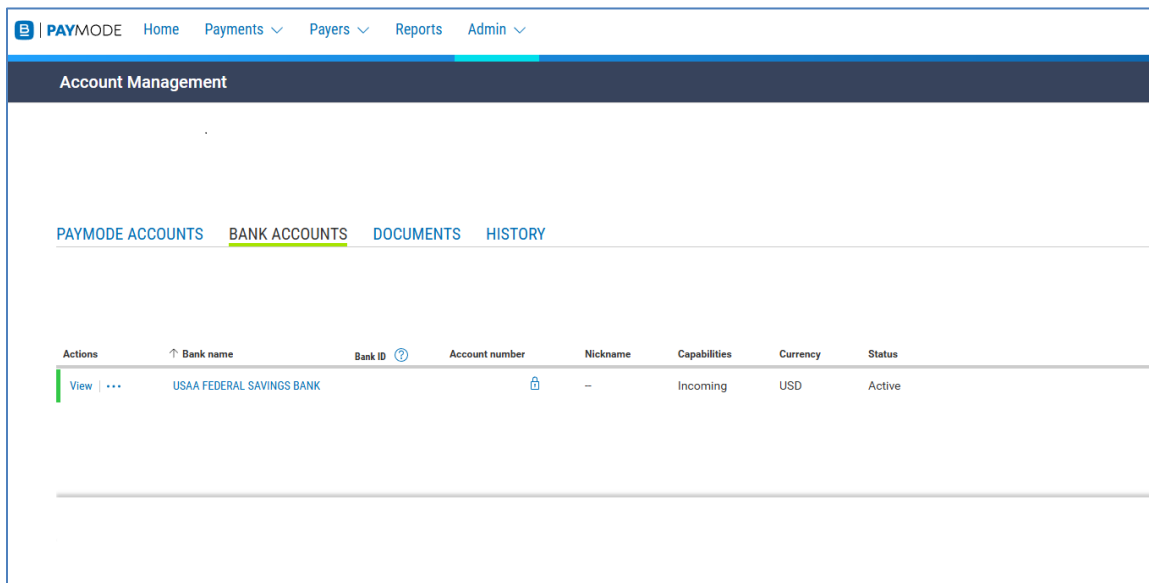 B | PAYMODE Home Payments Payers Reports Admin
Account Management
PAYMODE ACCOUNTS BANK ACCOUNTS DOCUMENTS HISTORY
Actions ↑ Bank name Bank ID ? Account number Nickname Capabilities Currency Status
View | ••• USAA FEDERAL SAVINGS BANK -- Incoming USD Active